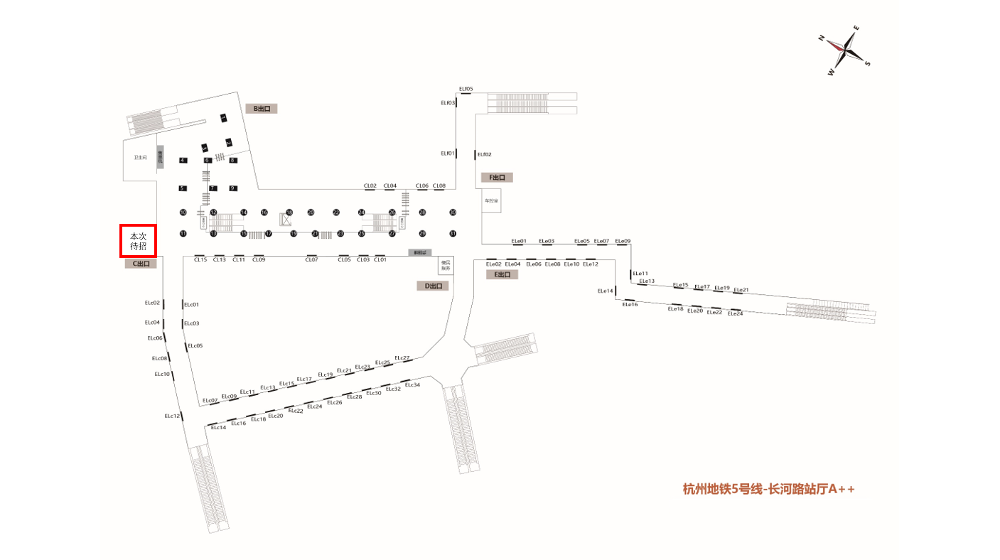 E
N
S
W
ELf05
ELf03
B出口
1
2
3
卫生间
售票机
4
6
8
ELf01
ELf02
F出口
5
7
9
CL02
CL04
CL06
CL08
车控室
10
12
14
16
18
20
22
24
26
28
30
本次
待招
11
13
15
17
19
21
23
25
27
29
31
ELe01
ELe03
ELe05
ELe07
ELe09
CL15
CL13
CL11
CL09
CL07
CL05
CL03
CL01
C出口
便民
服务
ELe02
ELe04
ELe06
ELe08
ELe10
ELe12
E出口
D出口
ELe11
ELe13
ELe15
ELe17
ELe19
ELe21
ELe14
ELe16
ELe18
ELe20
ELe22
ELe24
ELc02
ELc01
ELc04
ELc03
ELc06
ELc05
ELc08
ELc10
ELc27
ELc25
ELc23
ELc21
ELc19
ELc17
ELc15
ELc13
ELc11
ELc09
ELc07
ELc12
ELc34
ELc32
ELc30
ELc28
ELc26
ELc24
ELc22
ELc20
ELc18
ELc16
ELc14
杭州地铁5号线-长河路站厅A++